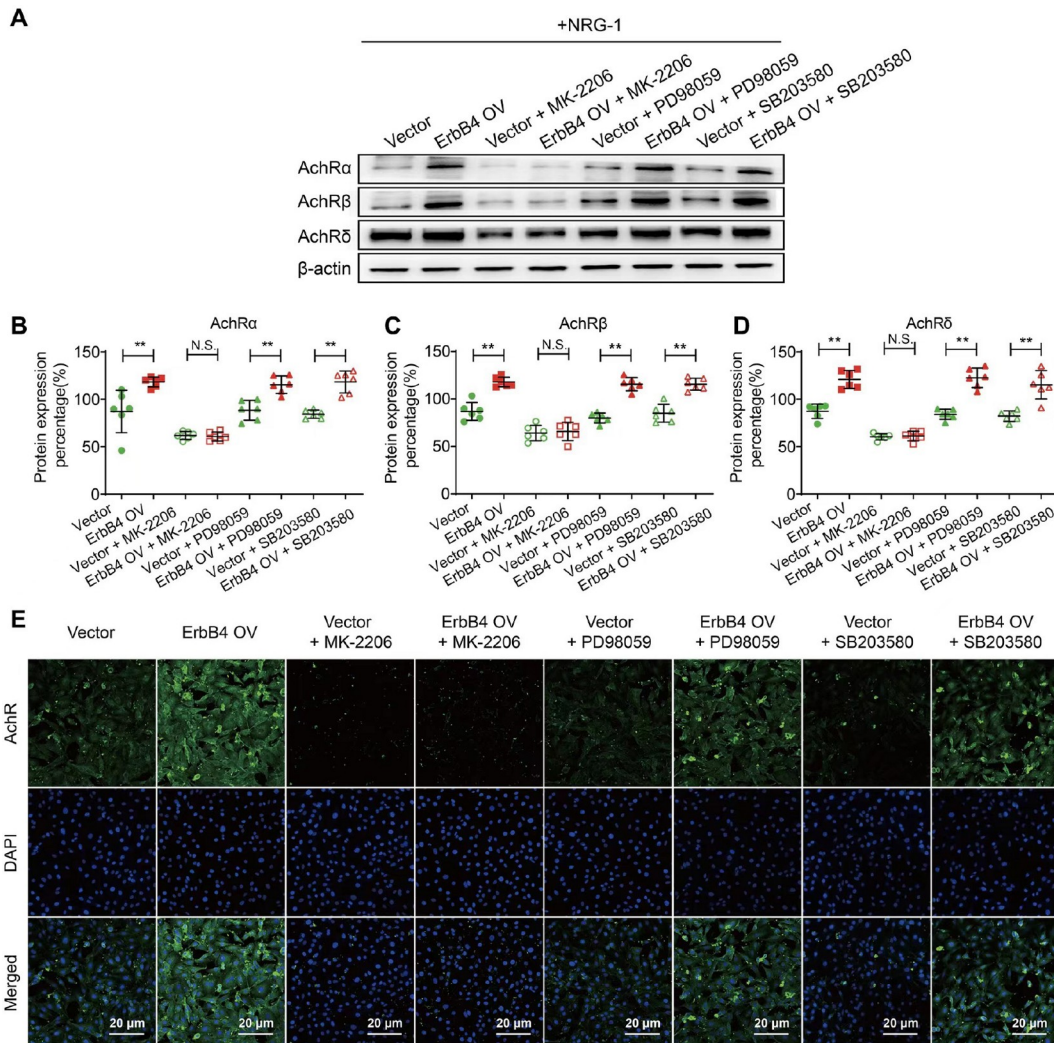 A
+NRG-1
Vector
ErbB4 OV
Vector + MK-2206
ErbB4 OV + MK-2206
Vector + PD98059
ErbB4 OV + PD98059
Vector + SB203580
ErbB4 OV + SB203580
AchRα
AchRβ
AchRδ
β-actin
B
AchRα
Protein expression
percentage(%)
150
100
50
0
**
N.S.
**
**
Vector
ErbB4 OV
Vector + MK-2206
ErbB4 OV + MK-2206
Vector + PD98059
ErbB4 OV + PD98059
Vector + SB203580
ErbB4 OV + SB203580
C
AchRβ
Protein expression
percentage(%)
150
100
50
0
**
N.S.
**
**
Vector
ErbB4 OV
Vector + MK-2206
ErbB4 OV + MK-2206
Vector + PD98059
ErbB4 OV + PD98059
Vector + SB203580
ErbB4 OV + SB203580
D
AchRδ
Protein expression
percentage(%)
150
100
50
0
**
N.S.
**
**
Vector
ErbB4 OV
Vector + MK-2206
ErbB4 OV + MK-2206
Vector + PD98059
ErbB4 OV + PD98059
Vector + SB203580
ErbB4 OV + SB203580
E
Vector
ErbB4 OV
Vector
+ MK-2206
ErbB4 OV
+ MK-2206
Vector
+ PD98059
ErbB4 OV
+ PD98059
Vector
+ SB203580
ErbB4 OV
+ SB203580
AchR
DAPI
Merged
20 μm
20 μm
20 μm
20 μm
20 μm
20 μm
20 μm
20 μm